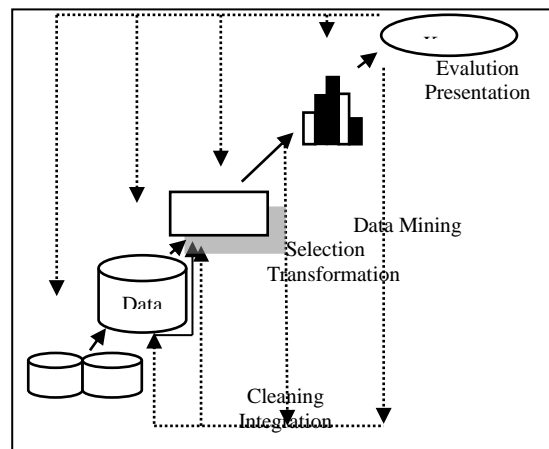 Evalution
Presentation
Data Mining
Selection
Transformation
Data
Cleaning
Integration